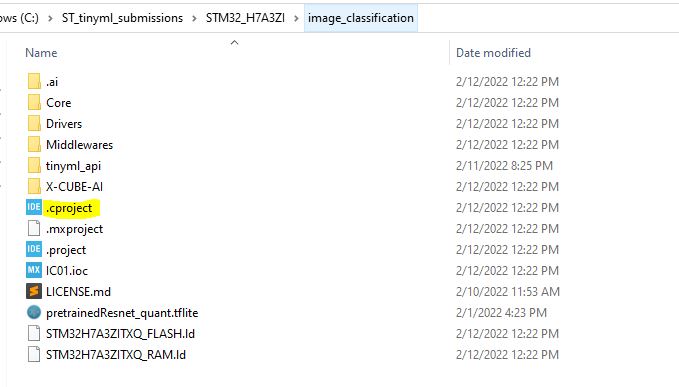 ows (C:) > ST_tinyml_submissions > STM32_H7A3ZI > image_classification
Name Date modified
.ai 2/12/2022 12:22 PM
Core 2/12/2022 12:22 PM
Drivers 2/12/2022 12:22 PM
Middlewares 2/12/2022 12:22 PM
tinyml_api 2/11/2022 8:25 PM
X-CUBE-AI 2/12/2022 12:22 PM
IDE .cproject 2/12/2022 12:22 PM
.mxproject 2/12/2022 12:22 PM
IDE .project 2/12/2022 12:22 PM
MX IC01.ioc 2/12/2022 12:22 PM
LICENSE.md 2/10/2022 11:53 AM
pretrainedResnet_quant.tflite 2/1/2022 4:23 PM
STM32H7A3ZITXQ_FLASH.ld 2/12/2022 12:22 PM
STM32H7A3ZITXQ_RAM.ld 2/12/2022 12:22 PM